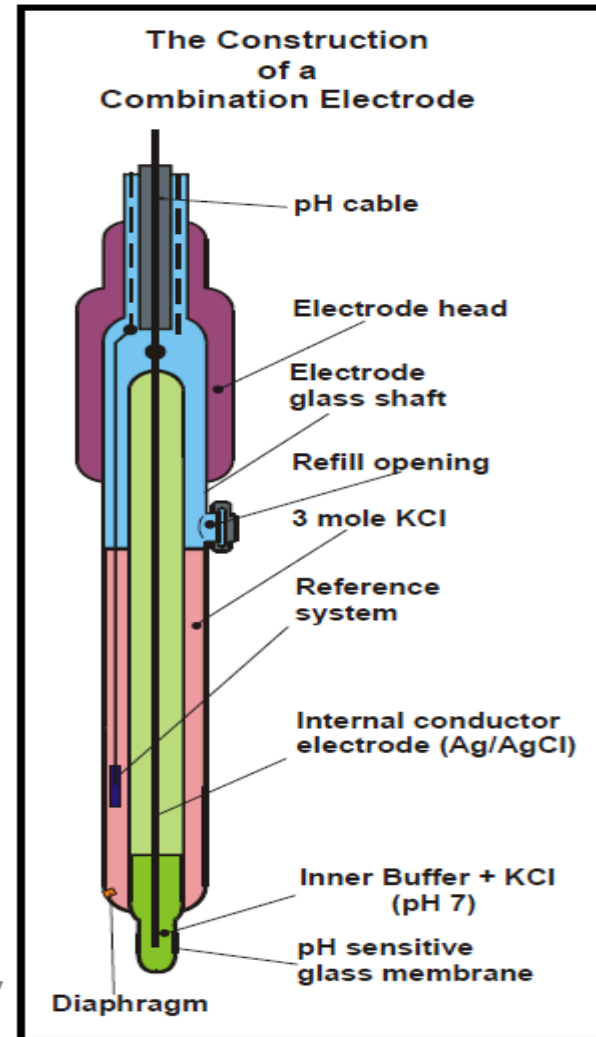 The Construction
of a
Combination Electrode
pH cable
Electrode head
Electrode
glass shaft
Refill opening
3 mole KCl
Reference
system
Internal conductor
electrode (Ag/AgCl)
Inner Buffer + KCl
(pH 7)
pH sensitive
glass membrane
Diaphragm